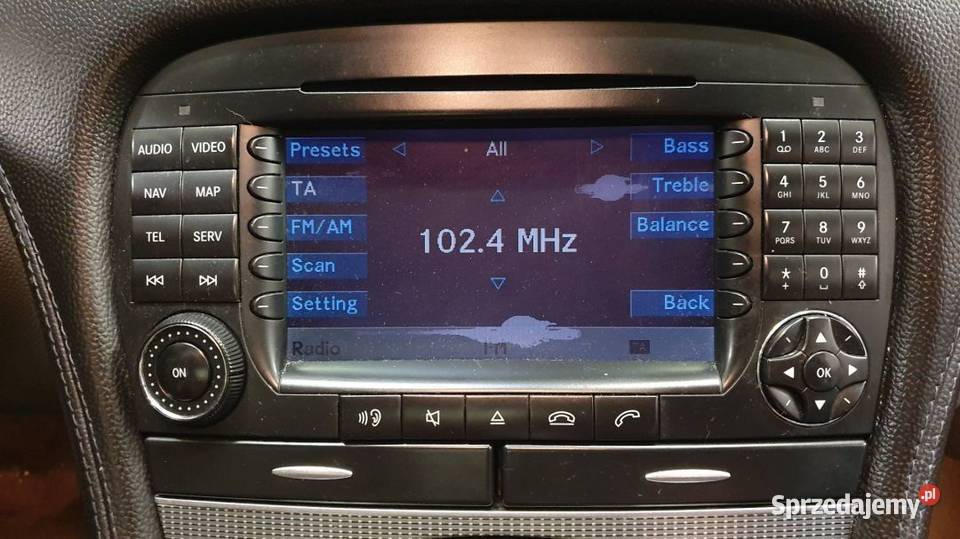 AUDIO VIDEO
NAV MAP
TEL SERV
ON
Presets All Bass
TA Treble
FM/AM Balance
102.4 MHz
Scan
Setting Back
Radio FM TA
1 2 ABC 3 DEF
4 GHI 5 JKL 6 MNO
7 PQRS 8 TUV 9 WXYZ
* + 0 #
OK
Sprzedajemy.pl